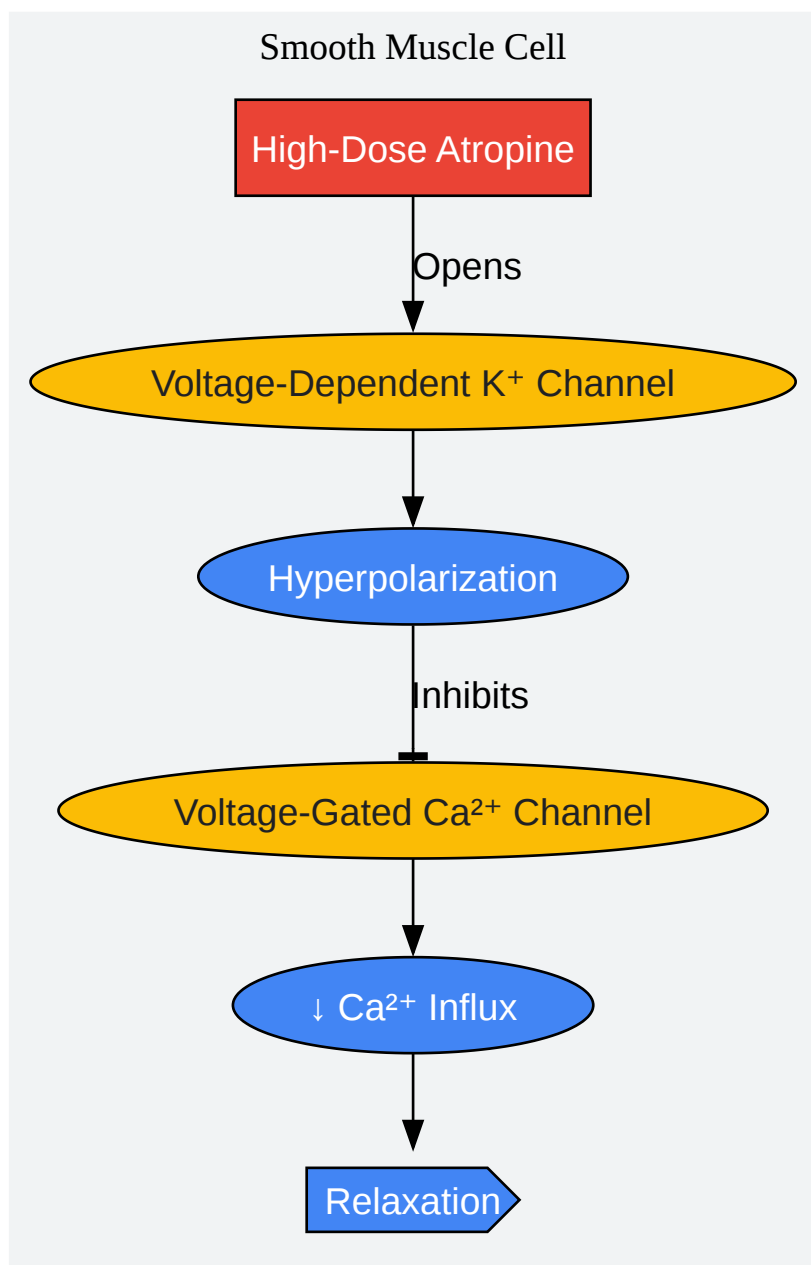 Smooth Muscle Cell
High-Dose Atropine
Opens
Voltage-Dependent K⁺ Channel
Hyperpolarization
Inhibits
Voltage-Gated Ca²⁺ Channel
↓ Ca²⁺ Influx
Relaxation